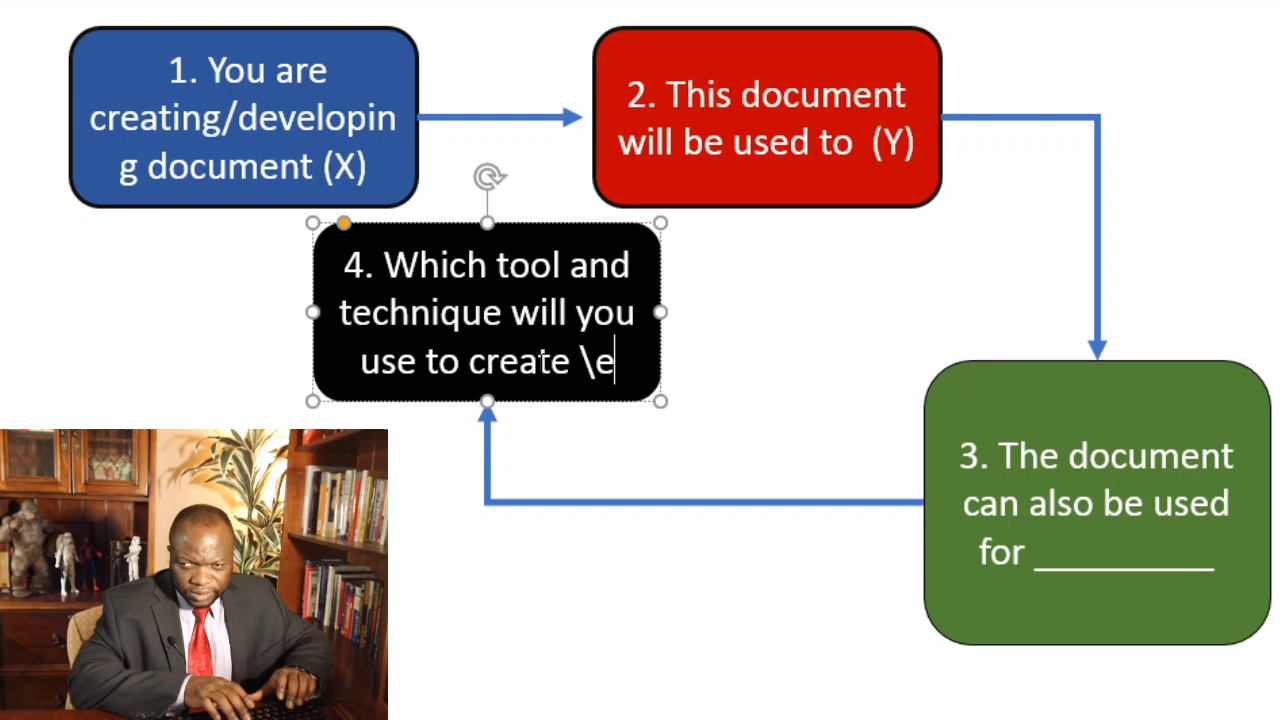 1. You are
creating/developin
g document (X)
2. This document
will be used to (Y)
4. Which tool and
technique will you
use to create \e
3. The document
can also be used
for __________